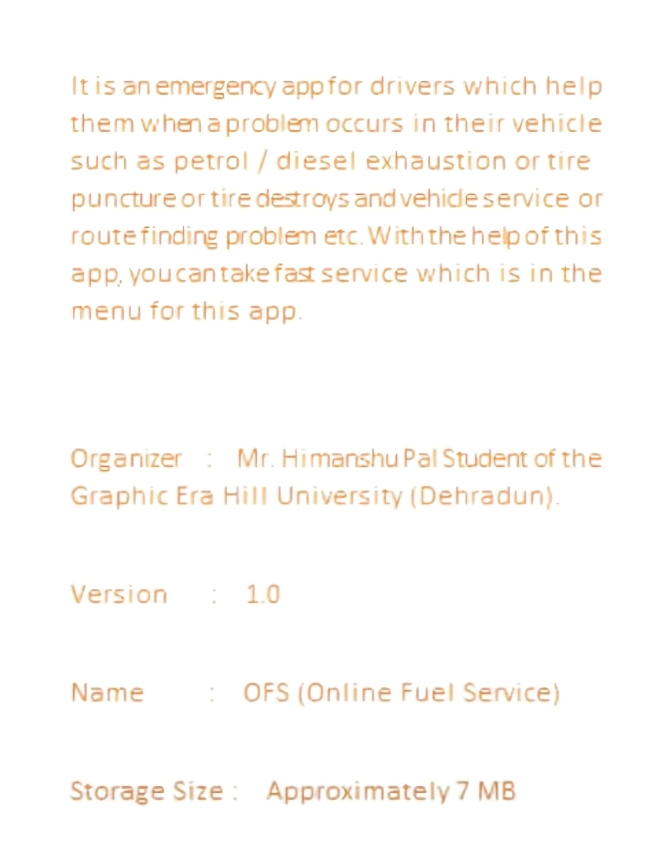 It is an emergency app for drivers which help
them when a problem occurs in their vehicle
such as petrol / diesel exhaustion or tire
puncture or tire destroys and vehicle service or
route finding problem etc. With the help of this
app, you can take fast service which is in the
menu for this app.
Organizer : Mr. Himanshu Pal Student of the
Graphic Era Hill University (Dehradun).
Version : 1.0
Name : OFS (Online Fuel Service)
Storage Size : Approximately 7 MB